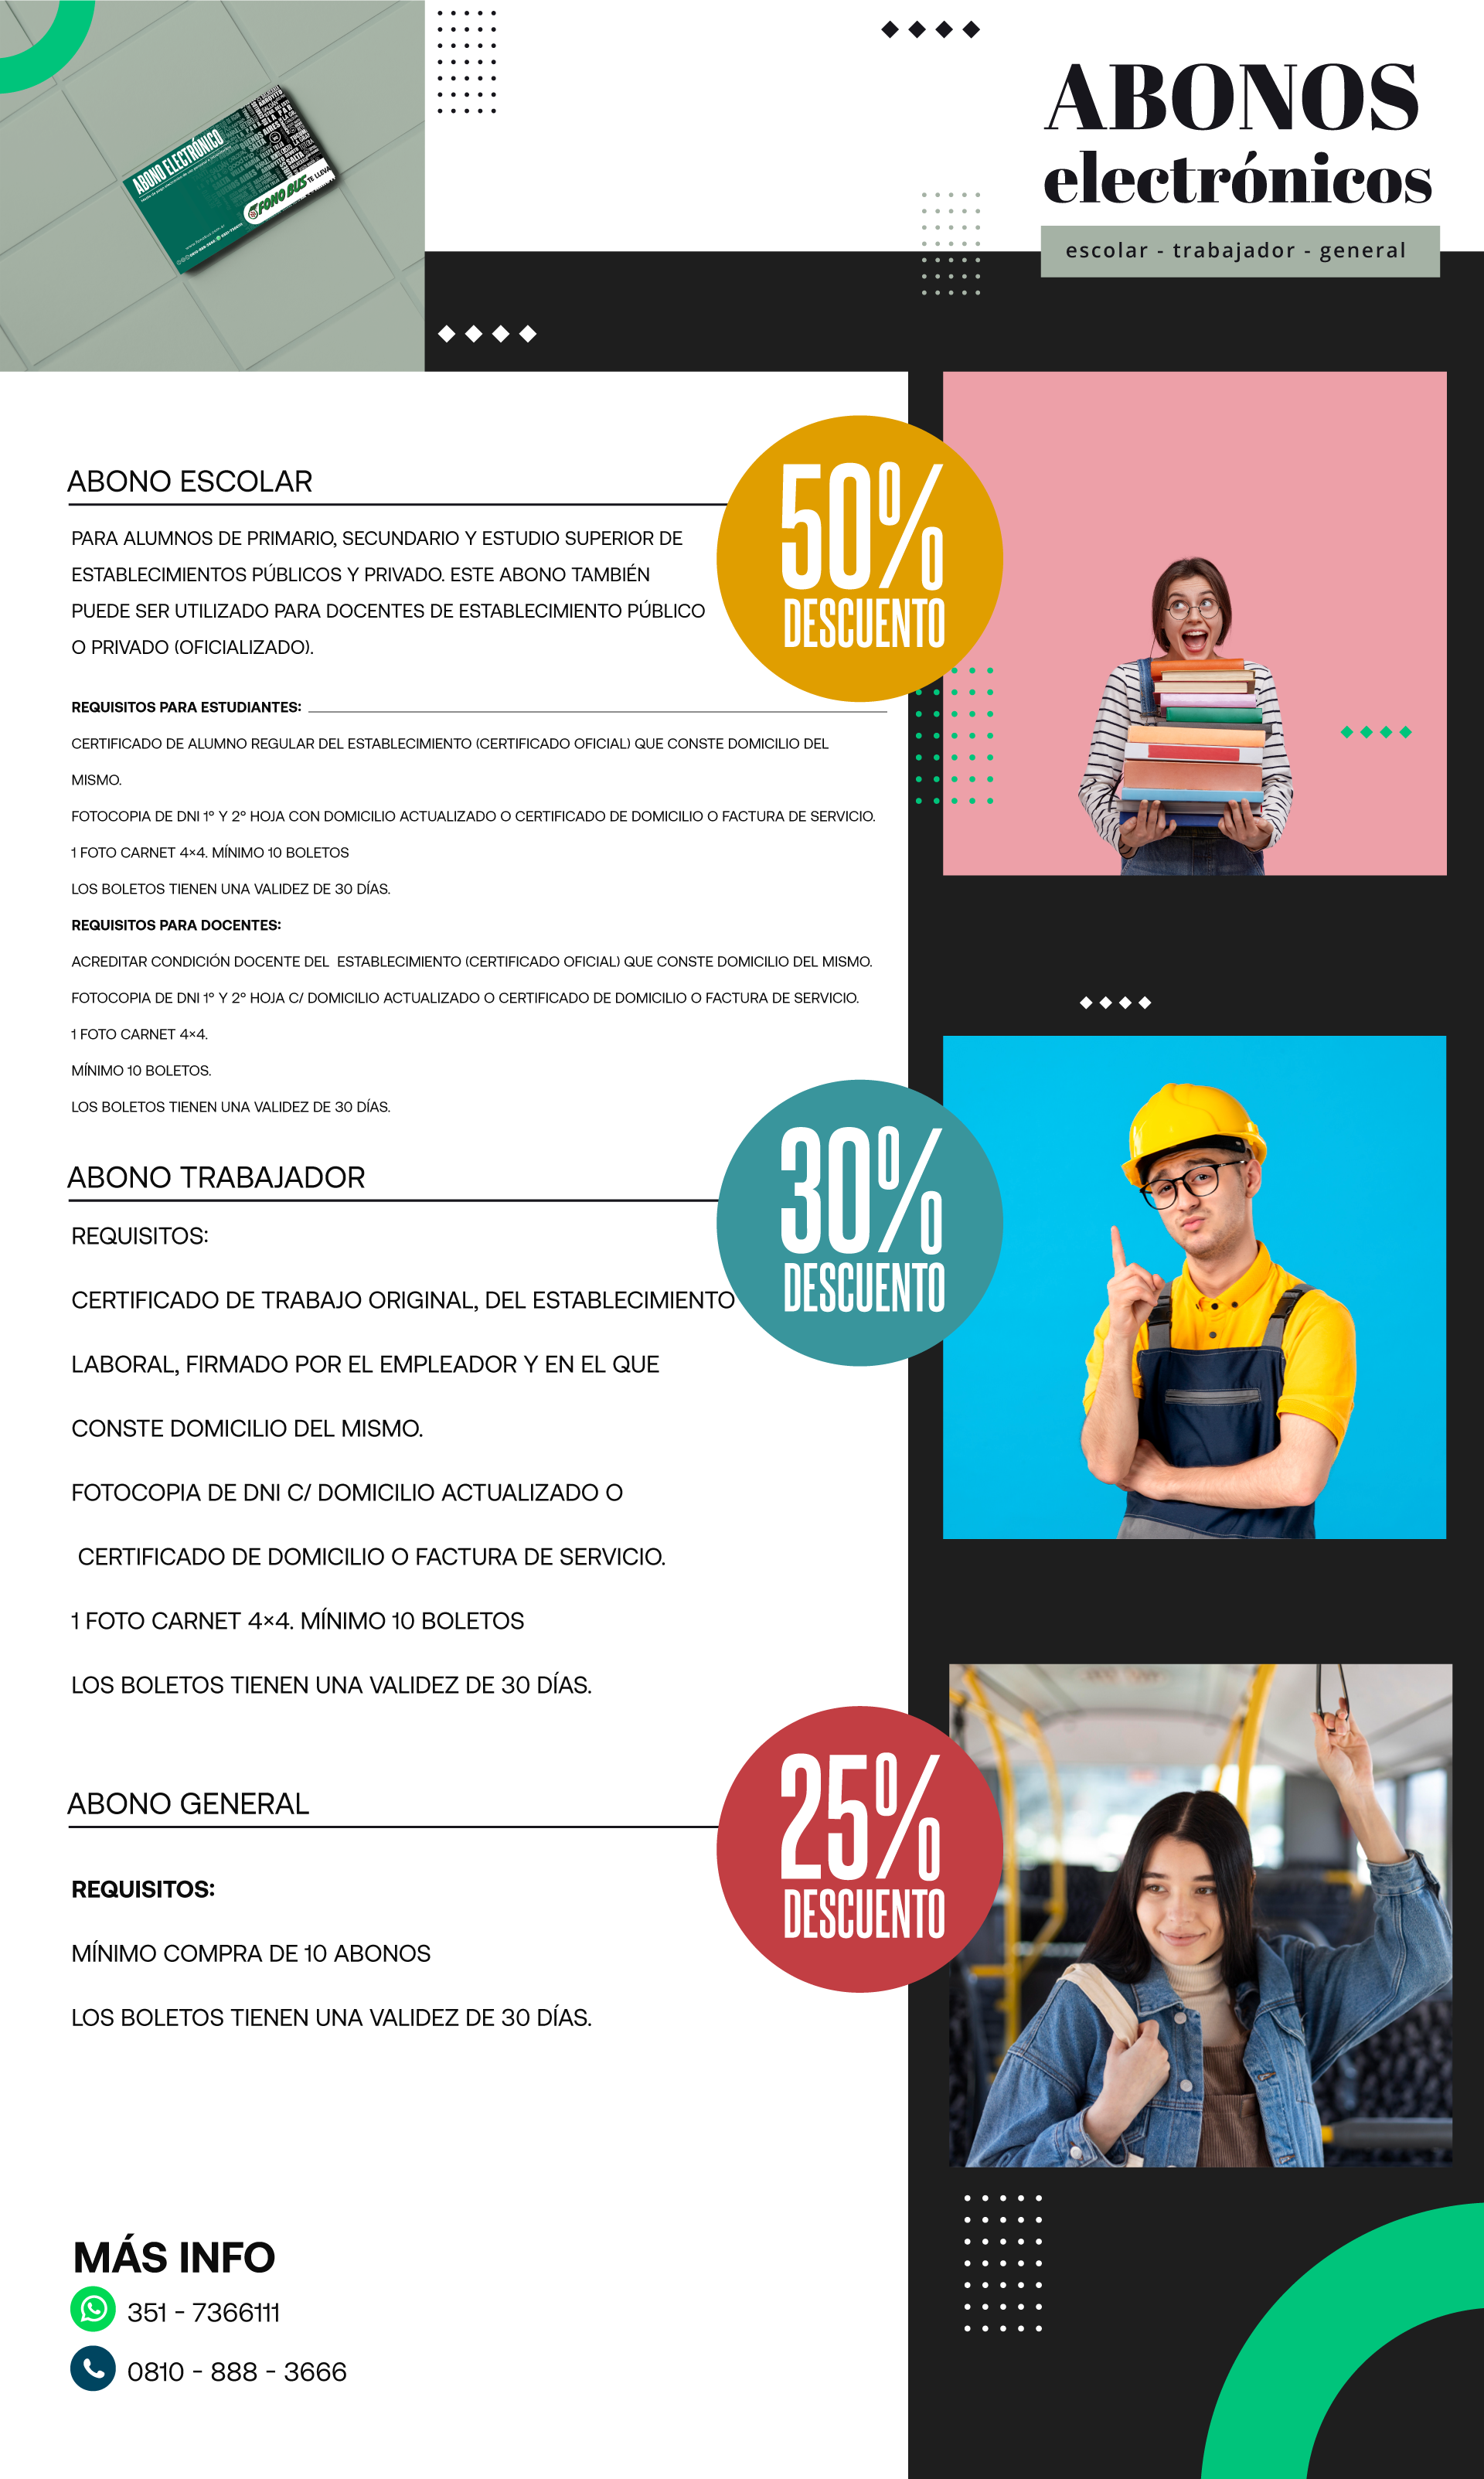 ABONO ELECTRÓNICO
FONO BUS TE LLEVA
ABONOS
electrónicos
escolar - trabajador - general
ABONO ESCOLAR
50%
DESCUENTO
PARA ALUMNOS DE PRIMARIO, SECUNDARIO Y ESTUDIO SUPERIOR DE
ESTABLECIMIENTOS PÚBLICOS Y PRIVADO. ESTE ABONO TAMBIÉN
PUEDE SER UTILIZADO PARA DOCENTES DE ESTABLECIMIENTO PÚBLICO
O PRIVADO (OFICIALIZADO).
REQUISITOS PARA ESTUDIANTES:
CERTIFICADO DE ALUMNO REGULAR DEL ESTABLECIMIENTO (CERTIFICADO OFICIAL) QUE CONSTE DOMICILIO DEL
MISMO.
FOTOCOPIA DE DNI 1° Y 2° HOJA CON DOMICILIO ACTUALIZADO O CERTIFICADO DE DOMICILIO O FACTURA DE SERVICIO.
1 FOTO CARNET 4×4. MÍNIMO 10 BOLETOS
LOS BOLETOS TIENEN UNA VALIDEZ DE 30 DÍAS.
REQUISITOS PARA DOCENTES:
ACREDITAR CONDICIÓN DOCENTE DEL  ESTABLECIMIENTO (CERTIFICADO OFICIAL) QUE CONSTE DOMICILIO DEL MISMO.
FOTOCOPIA DE DNI 1° Y 2° HOJA C/ DOMICILIO ACTUALIZADO O CERTIFICADO DE DOMICILIO O FACTURA DE SERVICIO.
1 FOTO CARNET 4×4.
MÍNIMO 10 BOLETOS.
LOS BOLETOS TIENEN UNA VALIDEZ DE 30 DÍAS.
ABONO TRABAJADOR
30%
DESCUENTO
REQUISITOS:
CERTIFICADO DE TRABAJO ORIGINAL, DEL ESTABLECIMIENTO
LABORAL, FIRMADO POR EL EMPLEADOR Y EN EL QUE
CONSTE DOMICILIO DEL MISMO.
FOTOCOPIA DE DNI C/ DOMICILIO ACTUALIZADO O
CERTIFICADO DE DOMICILIO O FACTURA DE SERVICIO.
1 FOTO CARNET 4×4. MÍNIMO 10 BOLETOS
LOS BOLETOS TIENEN UNA VALIDEZ DE 30 DÍAS.
ABONO GENERAL
25%
DESCUENTO
REQUISITOS:
MÍNIMO COMPRA DE 10 ABONOS
LOS BOLETOS TIENEN UNA VALIDEZ DE 30 DÍAS.
MÁS INFO
351 - 7366111
0810 - 888 - 3666